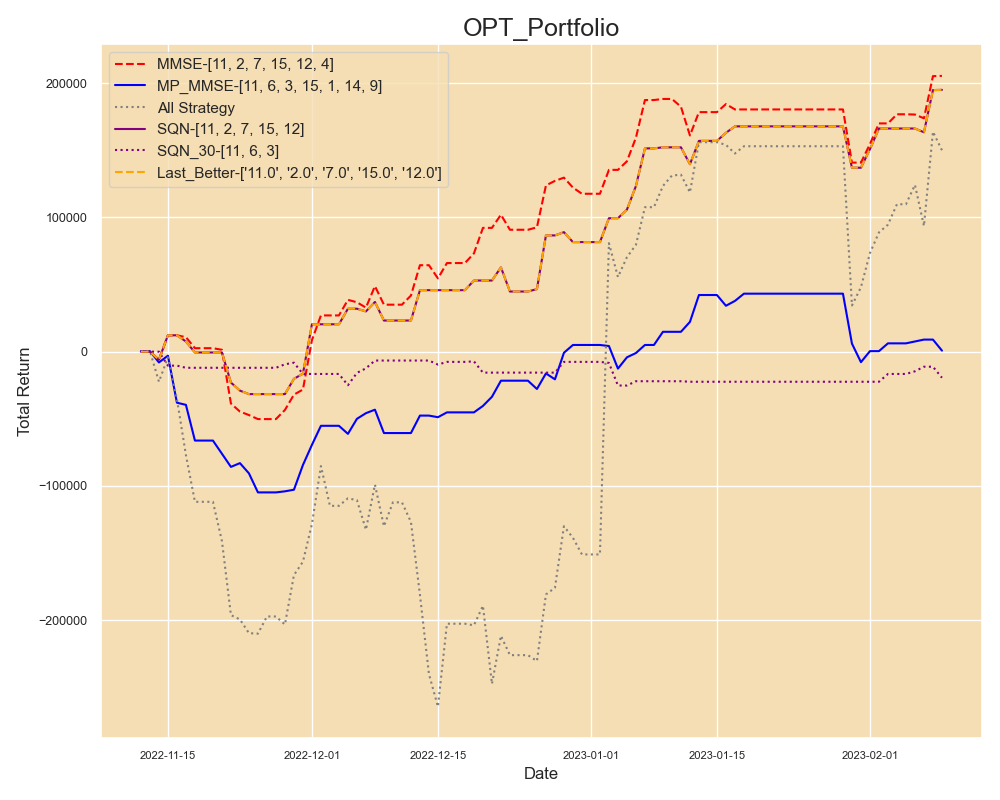 OPT_Portfolio
MMSE-[11, 2, 7, 15, 12, 4]
MP_MMSE-[11, 6, 3, 15, 1, 14, 9]
All Strategy
SQN-[11, 2, 7, 15, 12]
SQN_30-[11, 6, 3]
Last_Better-['11.0', '2.0', '7.0', '15.0', '12.0']
Total Return
200000
100000
0
−100000
−200000
2022-11-15 2022-12-01 2022-12-15 2023-01-01 2023-01-15 2023-02-01
Date